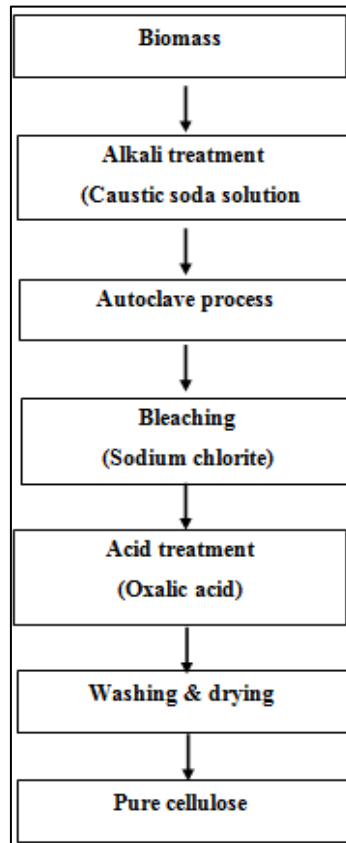 Biomass
Alkali treatment
(Caustic soda solution
Autoclave process
Bleaching
(Sodium chlorite)
Acid treatment
(Oxalic acid)
Washing & drying
Pure cellulose